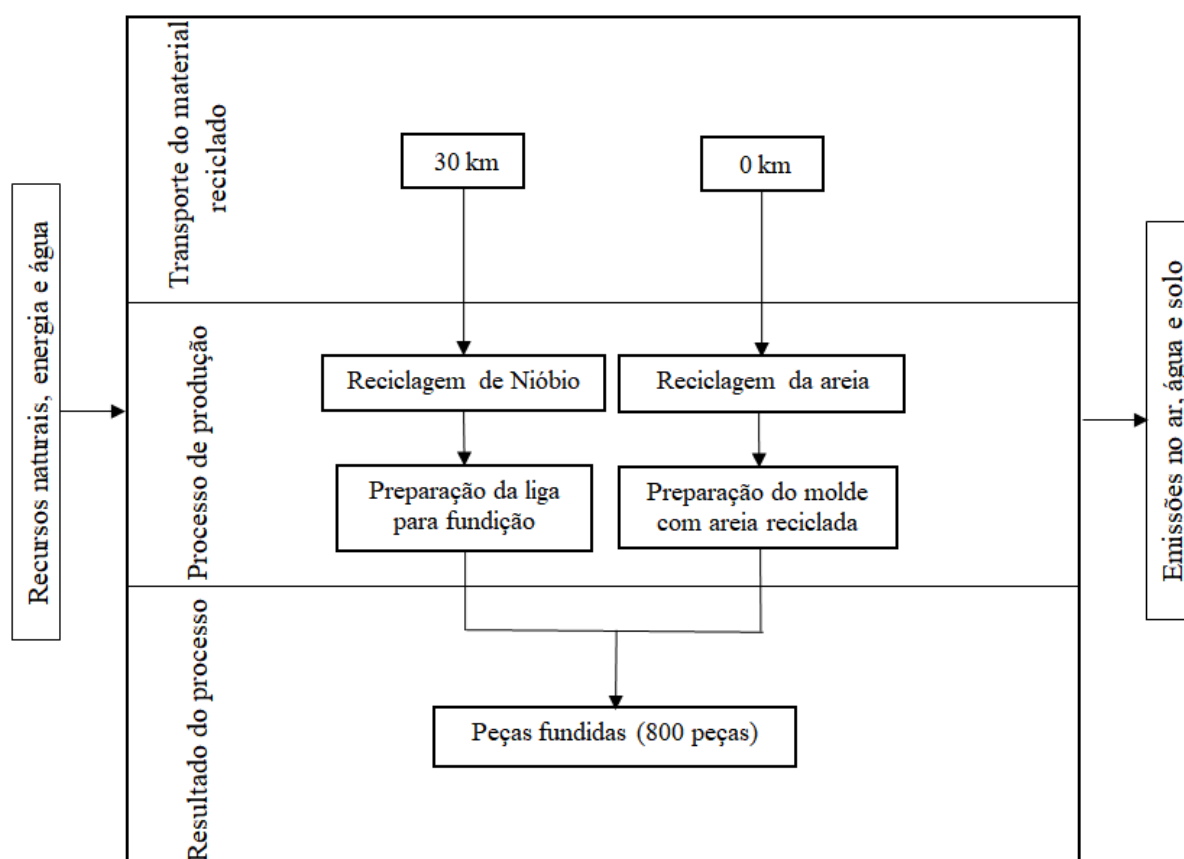 Recursos naturais, energia e água
Transporte do material
reciclado
30 km
0 km
Processo de produção
Reciclagem de Nióbio
Reciclagem da areia
Preparação da liga
para fundição
Preparação do molde
com areia reciclada
Resultado do processo
Peças fundidas (800 peças)
Emissões no ar, água e solo